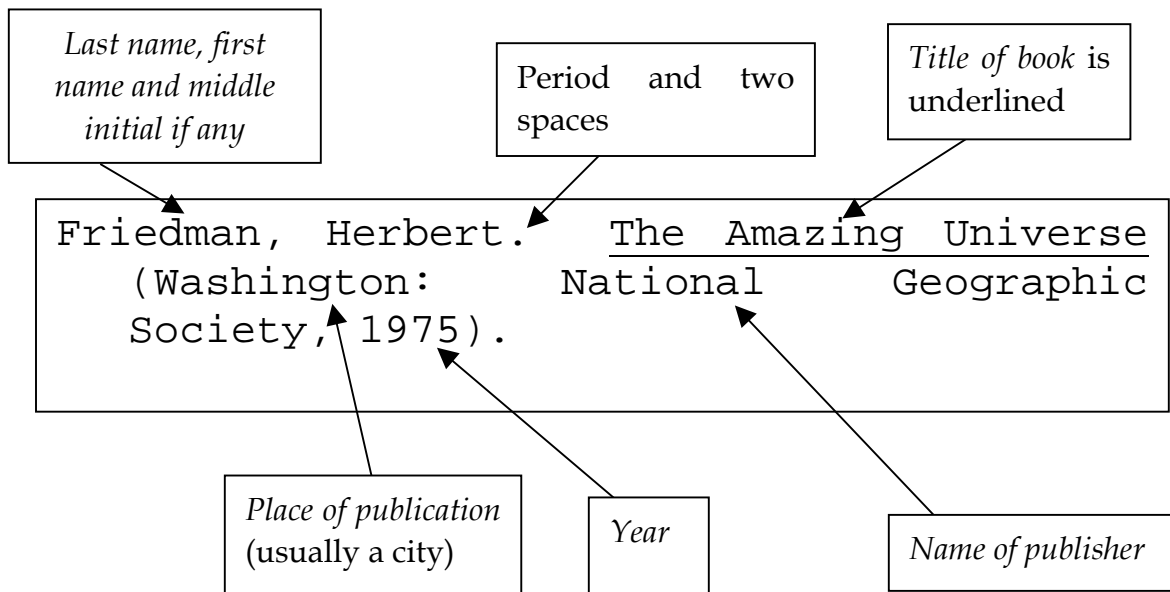 Last name, first
name and middle
initial if any
Period and two
spaces
Title of book is
underlined
Friedman, Herbert. The Amazing Universe
(Washington: National Geographic
Society, 1975).
Place of publication
(usually a city)
Year
Name of publisher